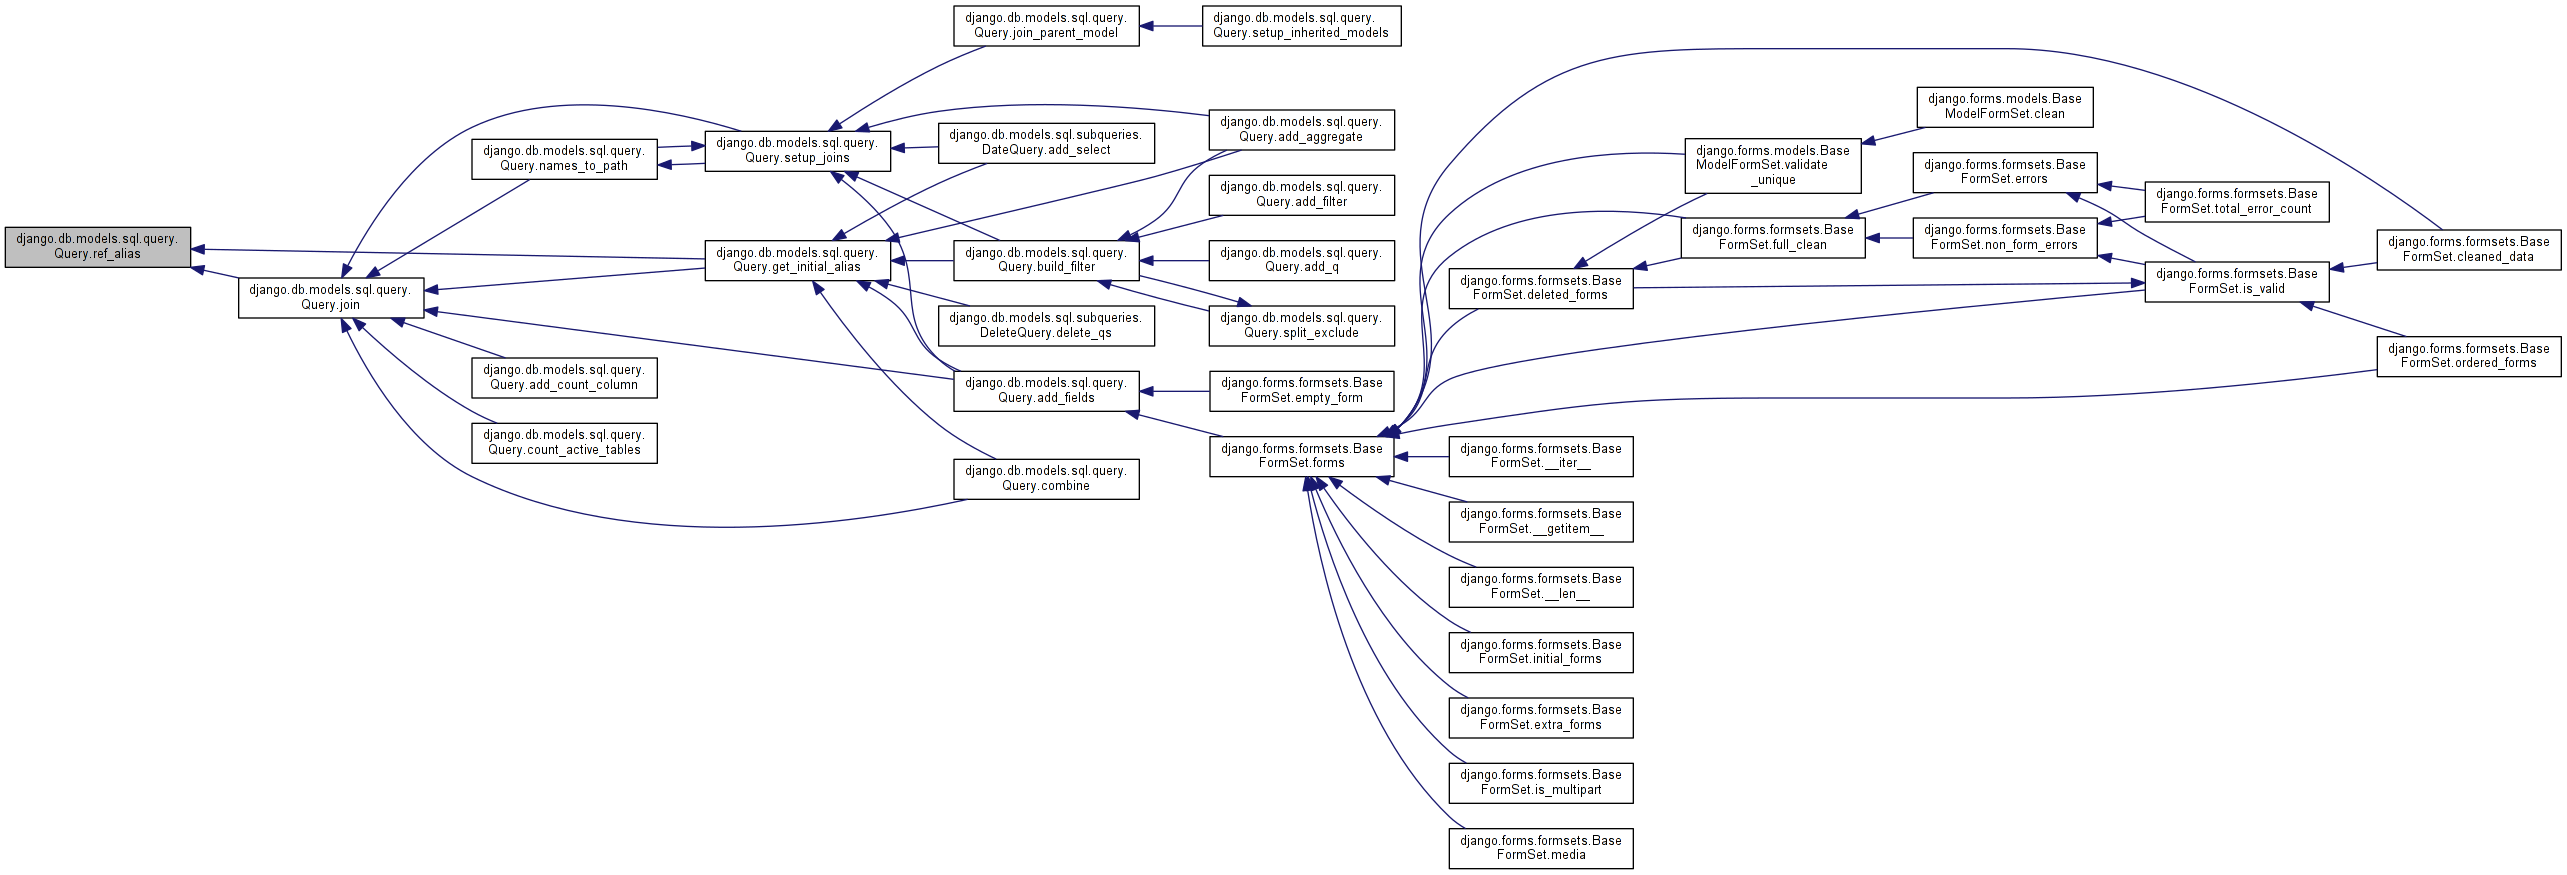 django.db.models.sql.query.
Query.ref_alias
django.db.models.sql.query.
Query.join
django.db.models.sql.query.
Query.names_to_path
django.db.models.sql.query.
Query.add_count_column
django.db.models.sql.query.
Query.count_active_tables
django.db.models.sql.query.
Query.setup_joins
django.db.models.sql.query.
Query.get_initial_alias
django.db.models.sql.query.
Query.join_parent_model
django.db.models.sql.subqueries.
DateQuery.add_select
django.db.models.sql.query.
Query.build_filter
django.db.models.sql.subqueries.
DeleteQuery.delete_qs
django.db.models.sql.query.
Query.add_fields
django.db.models.sql.query.
Query.combine
django.db.models.sql.query.
Query.setup_inherited_models
django.db.models.sql.query.
Query.add_aggregate
django.db.models.sql.query.
Query.add_filter
django.db.models.sql.query.
Query.add_q
django.db.models.sql.query.
Query.split_exclude
django.forms.formsets.Base
FormSet.empty_form
django.forms.formsets.Base
FormSet.forms
django.forms.formsets.Base
FormSet.deleted_forms
django.forms.formsets.Base
FormSet.__iter__
django.forms.formsets.Base
FormSet.__getitem__
django.forms.formsets.Base
FormSet.__len__
django.forms.formsets.Base
FormSet.initial_forms
django.forms.formsets.Base
FormSet.extra_forms
django.forms.formsets.Base
FormSet.is_multipart
django.forms.formsets.Base
FormSet.media
django.forms.models.Base
ModelFormSet.validate
_unique
django.forms.formsets.Base
FormSet.full_clean
django.forms.models.Base
ModelFormSet.clean
django.forms.formsets.Base
FormSet.errors
django.forms.formsets.Base
FormSet.non_form_errors
django.forms.formsets.Base
FormSet.total_error_count
django.forms.formsets.Base
FormSet.is_valid
django.forms.formsets.Base
FormSet.cleaned_data
django.forms.formsets.Base
FormSet.ordered_forms